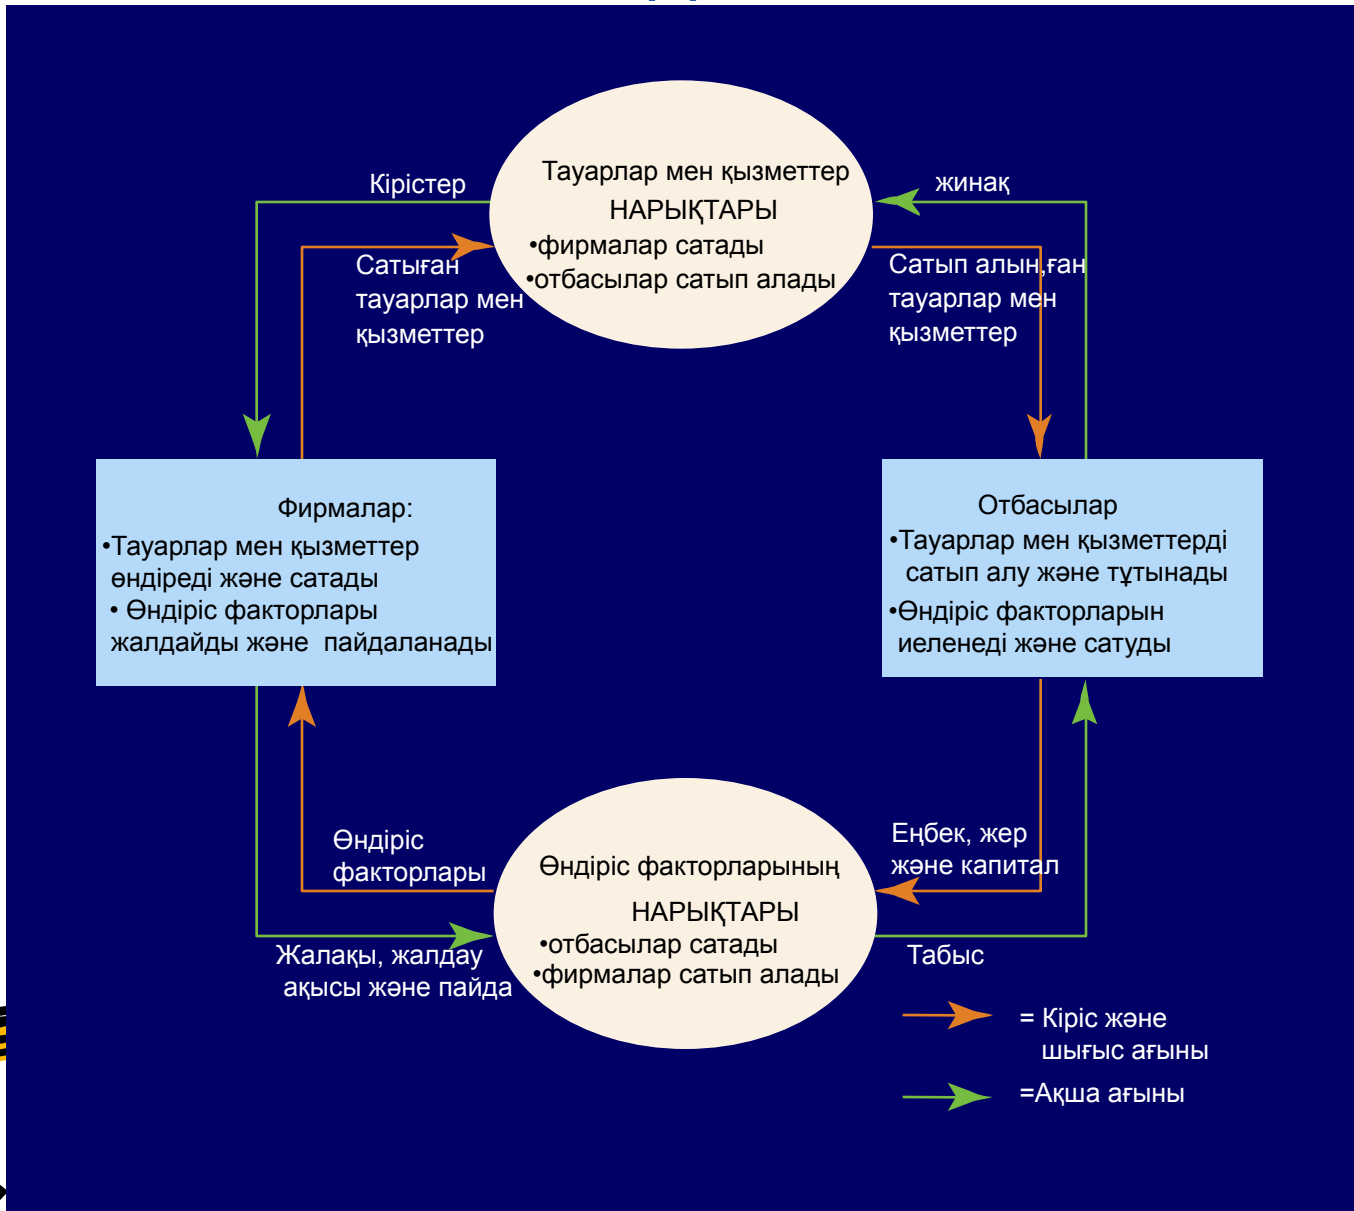 Тауарлар мен қызметтер
НАРЫҚТАРЫ
•фирмалар сатады
•отбасылар сатып алады
Кірістер
жинақ
Сатыған
тауарлар мен
қызметтер
Сатып алын,ған
тауарлар мен
қызметтер
Фирмалар:
•Тауарлар мен қызметтер
өндіреді және сатады
• Өндіріс факторлары
жалдайды және пайдаланады
Отбасылар
•Тауарлар мен қызметтерді
сатып алу және тұтынады
•Өндіріс факторларын
иеленеді және сатуды
Өндіріс
факторлары
Еңбек, жер
және капитал
Өндіріс факторларының
НАРЫҚТАРЫ
•отбасылар сатады
•фирмалар сатып алады
Жалақы, жалдау
ақысы және пайда
Табыс
= Кіріс және
шығыс ағыны
=Ақша ағыны